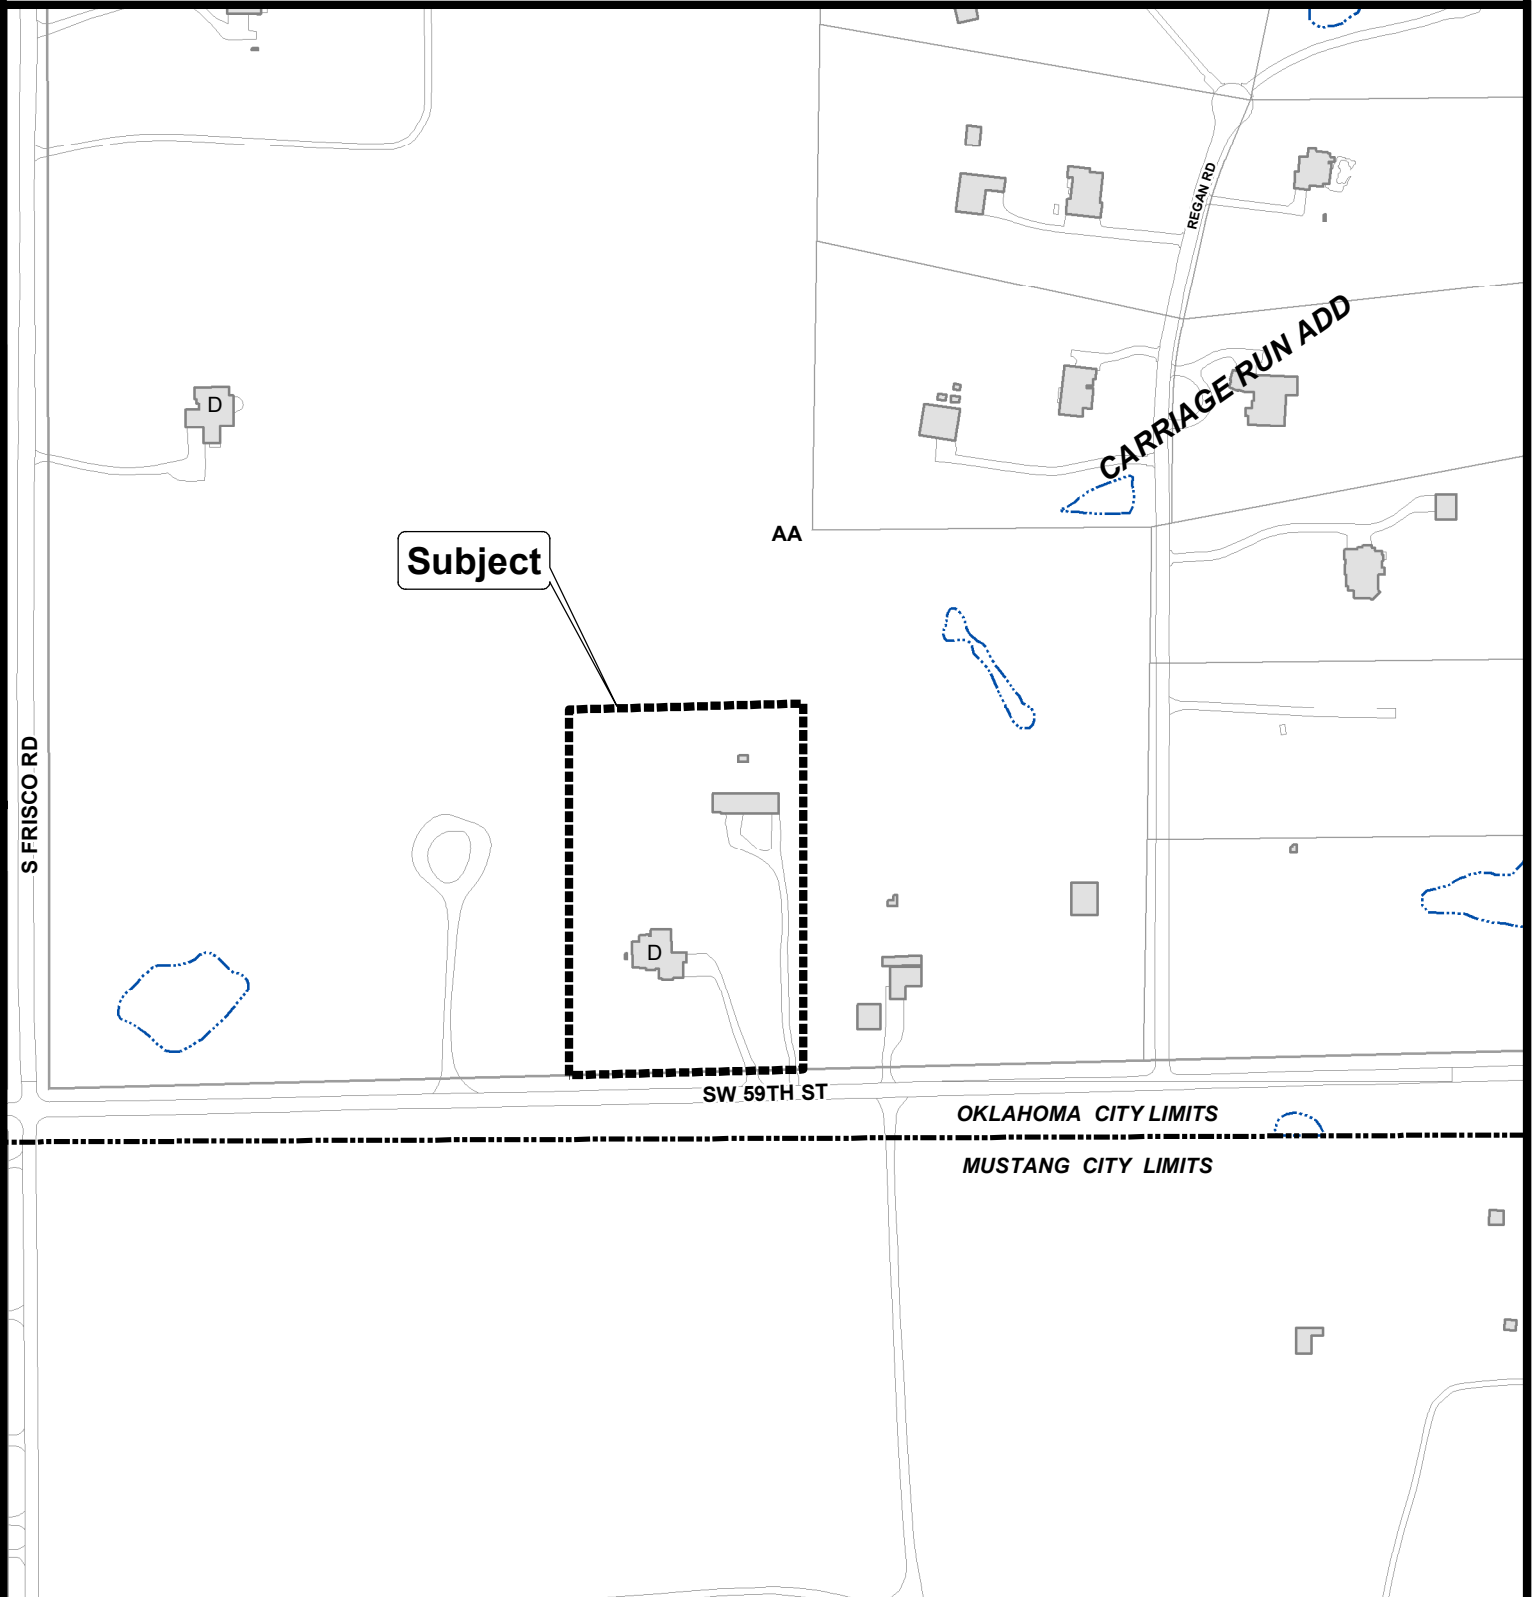 REGAN RD
CARRIAGE RUN ADD
D
AA
Subject
S FRISCO RD
D
SW 59TH ST
OKLAHOMA CITY LIMITS
MUSTANG CITY LIMITS